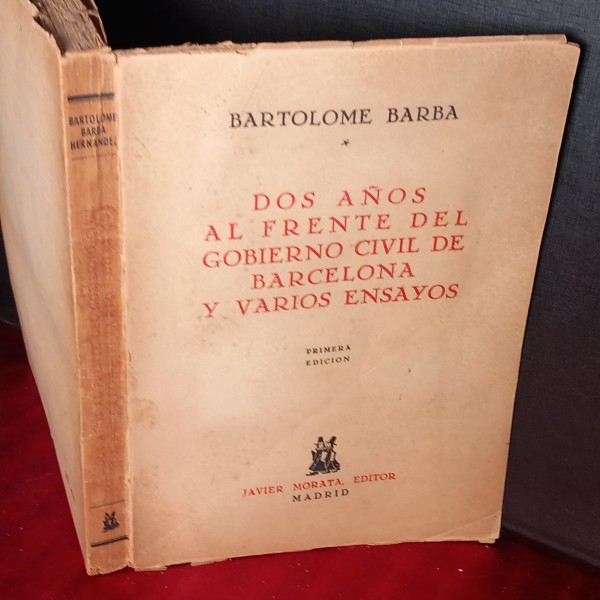 BARTOLOME
BARBA
HERNANDEZ
BARTOLOME BARBA
DOS AÑOS
AL FRENTE DEL
GOBIERNO CIVIL DE
BARCELONA
Y VARIOS ENSAYOS
PRIMERA
EDICION
JAVIER MORATA, EDITOR
MADRID